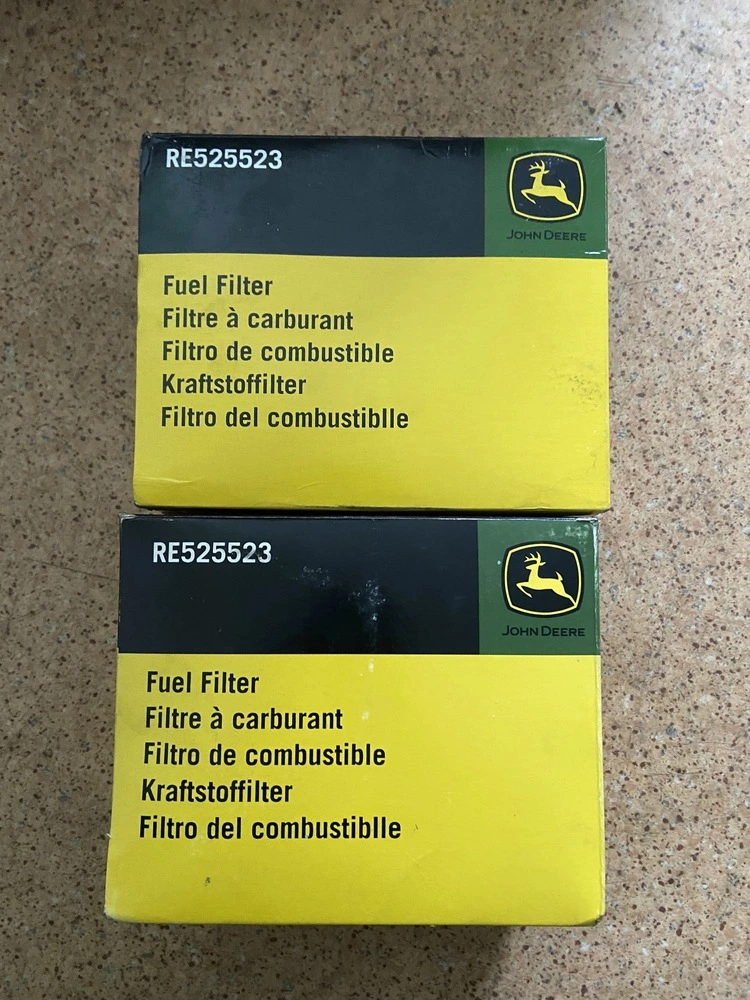 RE525523
JOHN DEERE
Fuel Filter
Filtre à carburant
Filtro de combustible
Kraftstoffilter
Filtro del combustiblle
RE525523
JOHN DEERE
Fuel Filter
Filtre à carburant
Filtro de combustible
Kraftstoffilter
Filtro del combustiblle